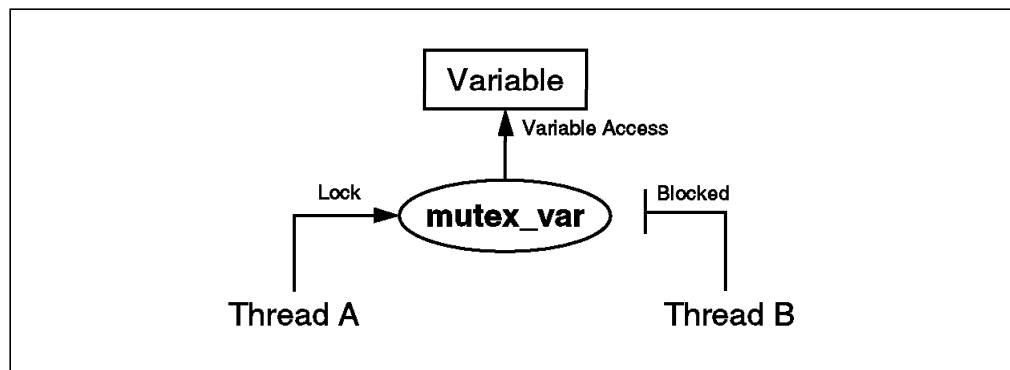 Variable
Variable Access
Lock
Blocked
mutex_var
Thread A
Thread B